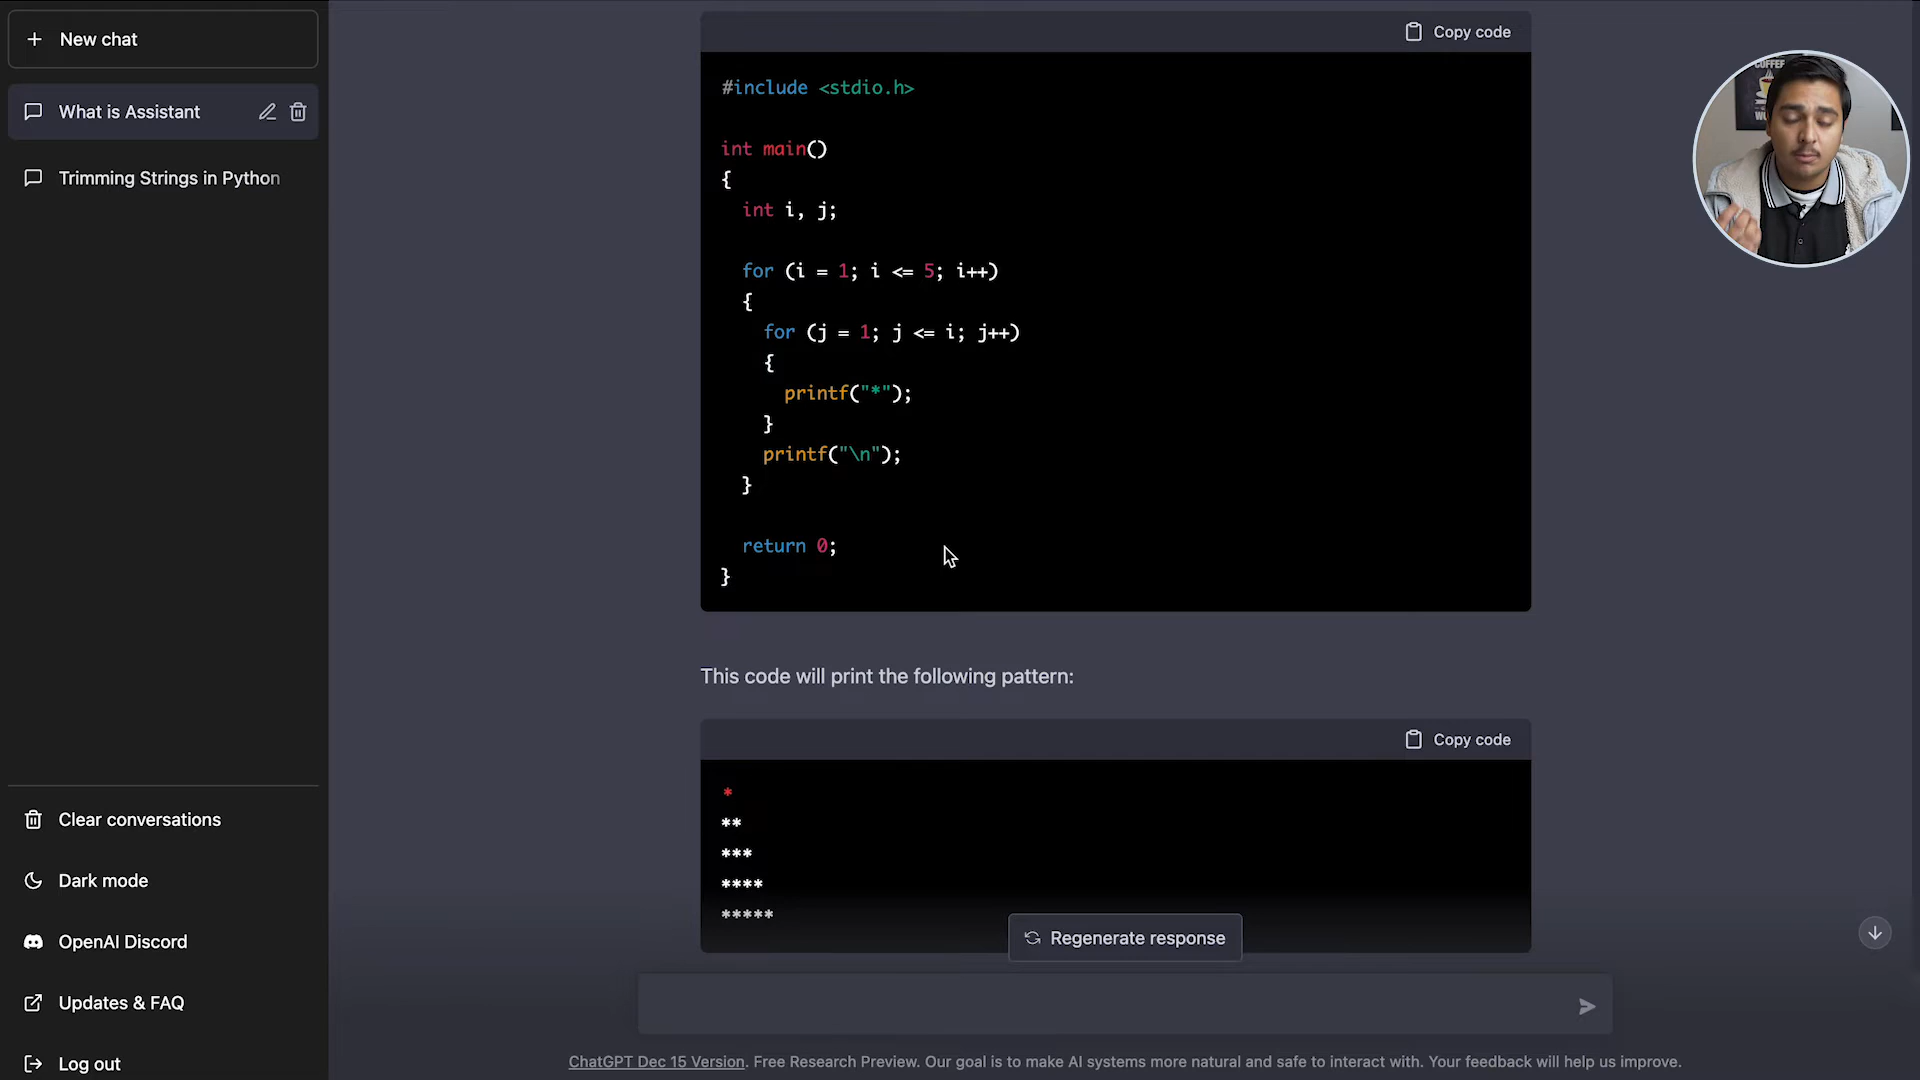 New chat
What is Assistant
Trimming Strings in Python
Clear conversations
Dark mode
OpenAI Discord
Updates & FAQ
Log out
Copy code
#include <stdio.h>
int main()
{
int i, j;
for (i = 1; i <= 5; i++)
{
for (j = 1; j <= i; j++)
{
printf("*");
}
printf("\n");
}
return 0;
}
This code will print the following pattern:
Copy code
*
**
***
****
*****
Regenerate response
ChatGPT Dec 15 Version. Free Research Preview. Our goal is to make AI systems more natural and safe to interact with. Your feedback will help us improve.
COFFEE